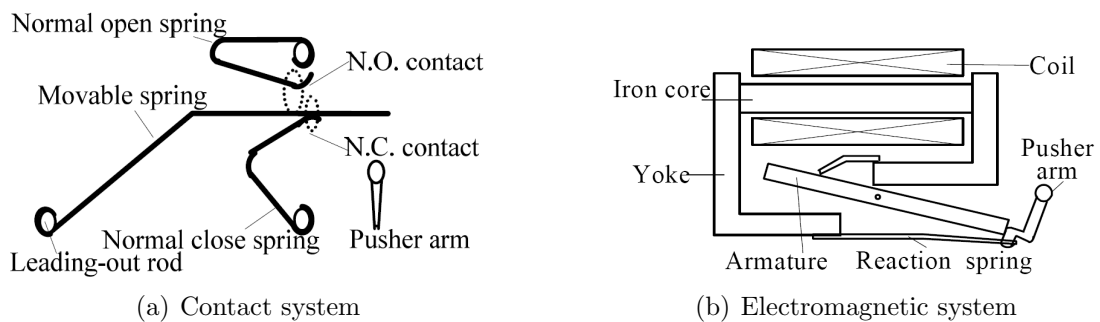 Normal open spring
N.O. contact
Movable spring
N.C. contact
Normal close spring
Pusher arm
Leading-out rod
(a) Contact system
Coil
Iron core
Pusher
arm
Yoke
Armature
Reaction spring
(b) Electromagnetic system